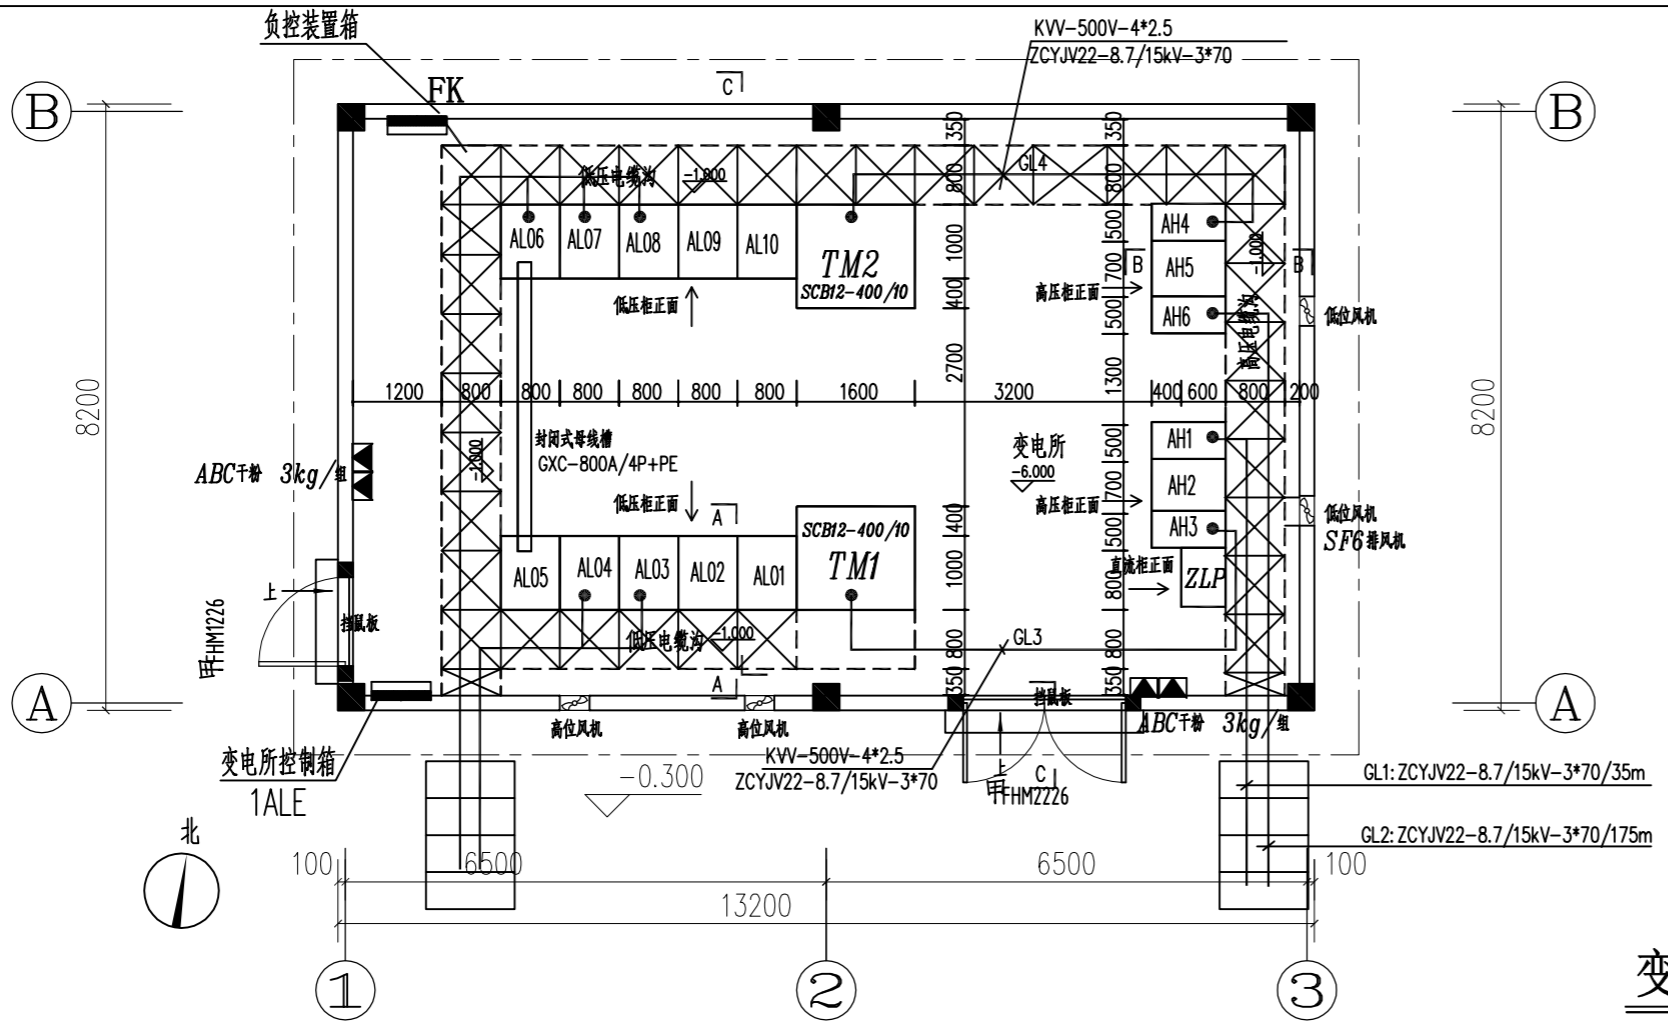 负控装置箱
KVV-500V-4*2.5
ZCYJV22-8.7/15kV-3*70
FK
C
B
B
350
350
低压电缆沟
-1.000
GL4
800
800
AL06
AL07
AL08
AL09
AL10
TM2
SCB12-400/10
1000
400
500
700
500
AH4
AH5
AH6
-1.000
B
B
低压柜正面
高压柜正面
高压电缆沟
低位风机
8200
8200
2700
1300
1200
800
800
800
800
800
800
1600
3200
400
600
800
200
封闭式母线槽
GXC-800A/4P+PE
-1.000
变电所
-6.000
ABC干粉 3kg/组
低压柜正面
A
高压柜正面
500
700
500
AH1
AH2
AH3
低位风机
SF6排风机
400
1000
SCB12-400/10
TM1
AL05
AL04
AL03
AL02
AL01
直流柜正面
ZLP
800
上
挡鼠板
甲FHM1226
低压电缆沟
-1.000
GL3
800
800
350
350
A
挡鼠板
A
A
高位风机
高位风机
ABC干粉 3kg/组
变电所控制箱
1ALE
-0.300
KVV-500V-4*2.5
ZCYJV22-8.7/15kV-3*70
上
C
甲FHM2226
GL1:ZCYJV22-8.7/15kV-3*70/35m
GL2:ZCYJV22-8.7/15kV-3*70/175m
北
100
6500
6500
100
13200
1
2
3
变